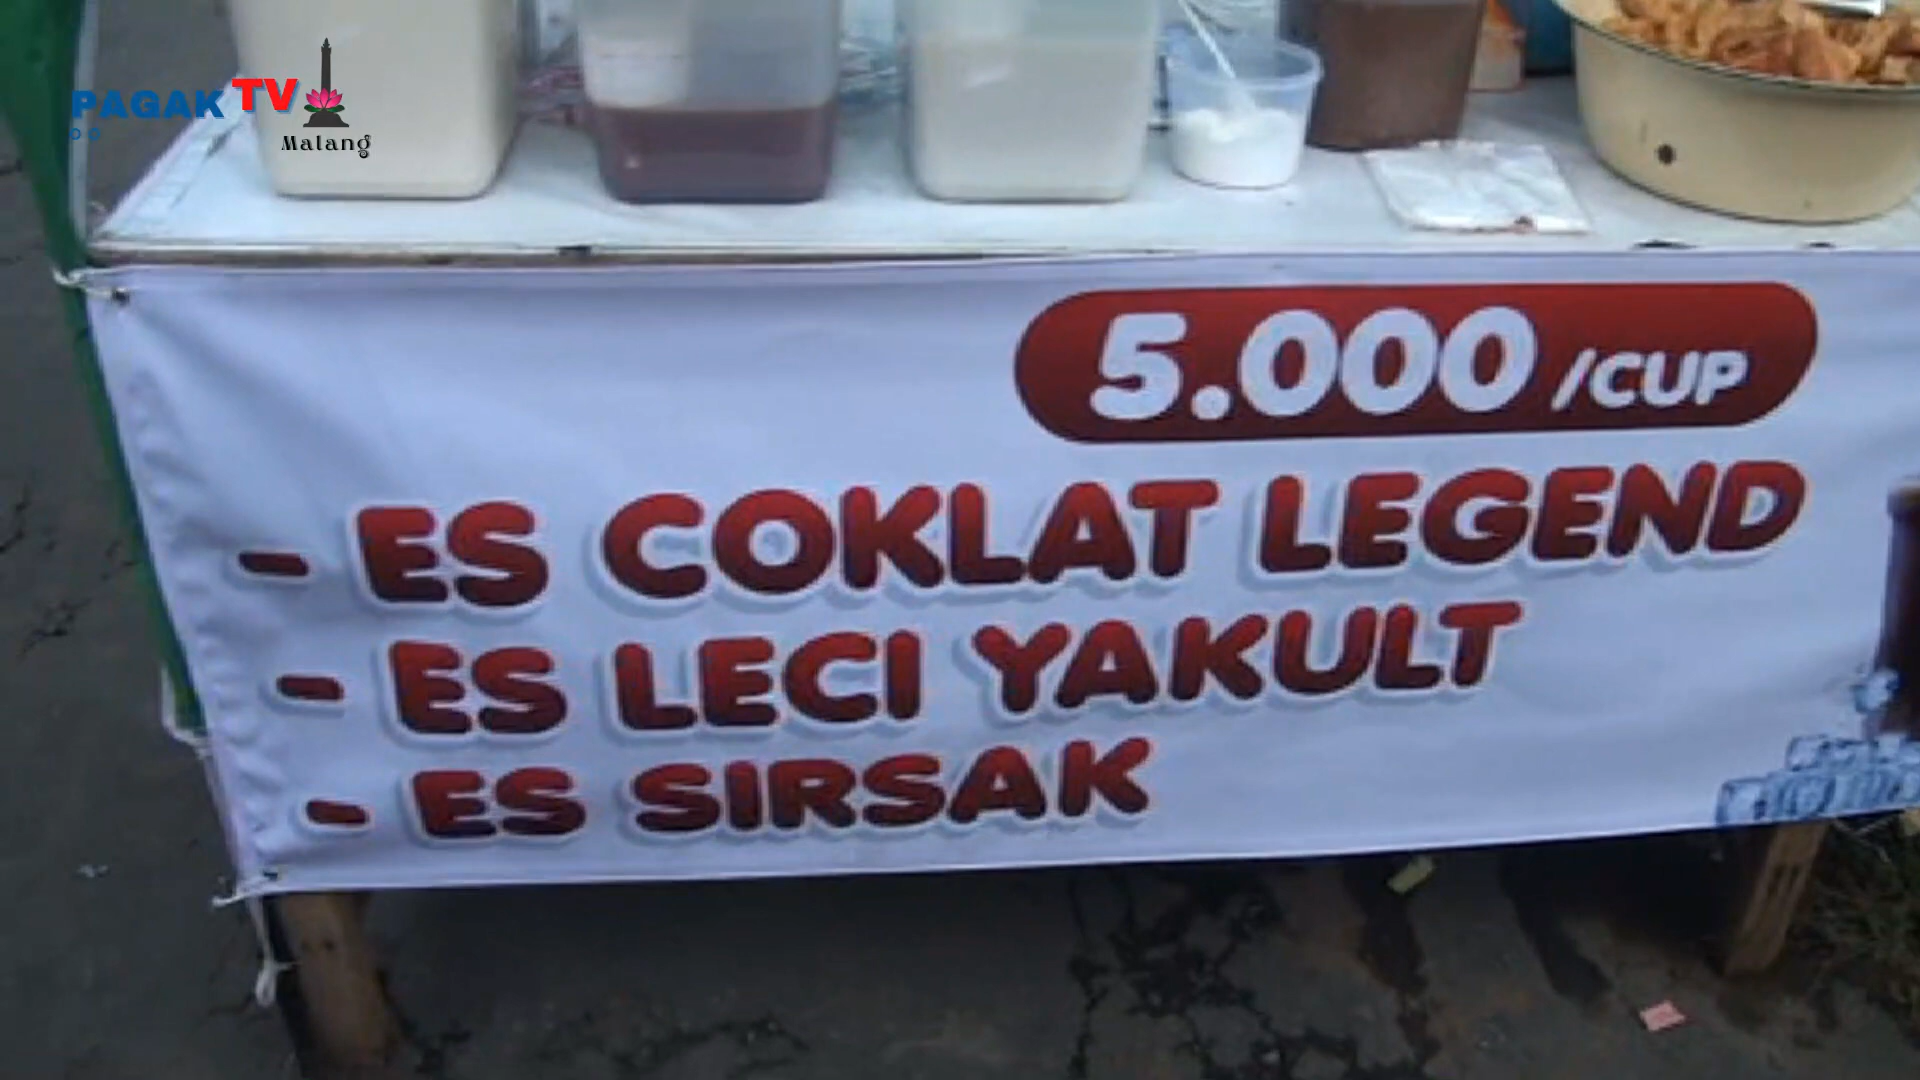 PAGAK TV
Malang
5.000 /CUP
- ES COKLAT LEGEND
- ES LECI YAKULT
- ES SIRSAK